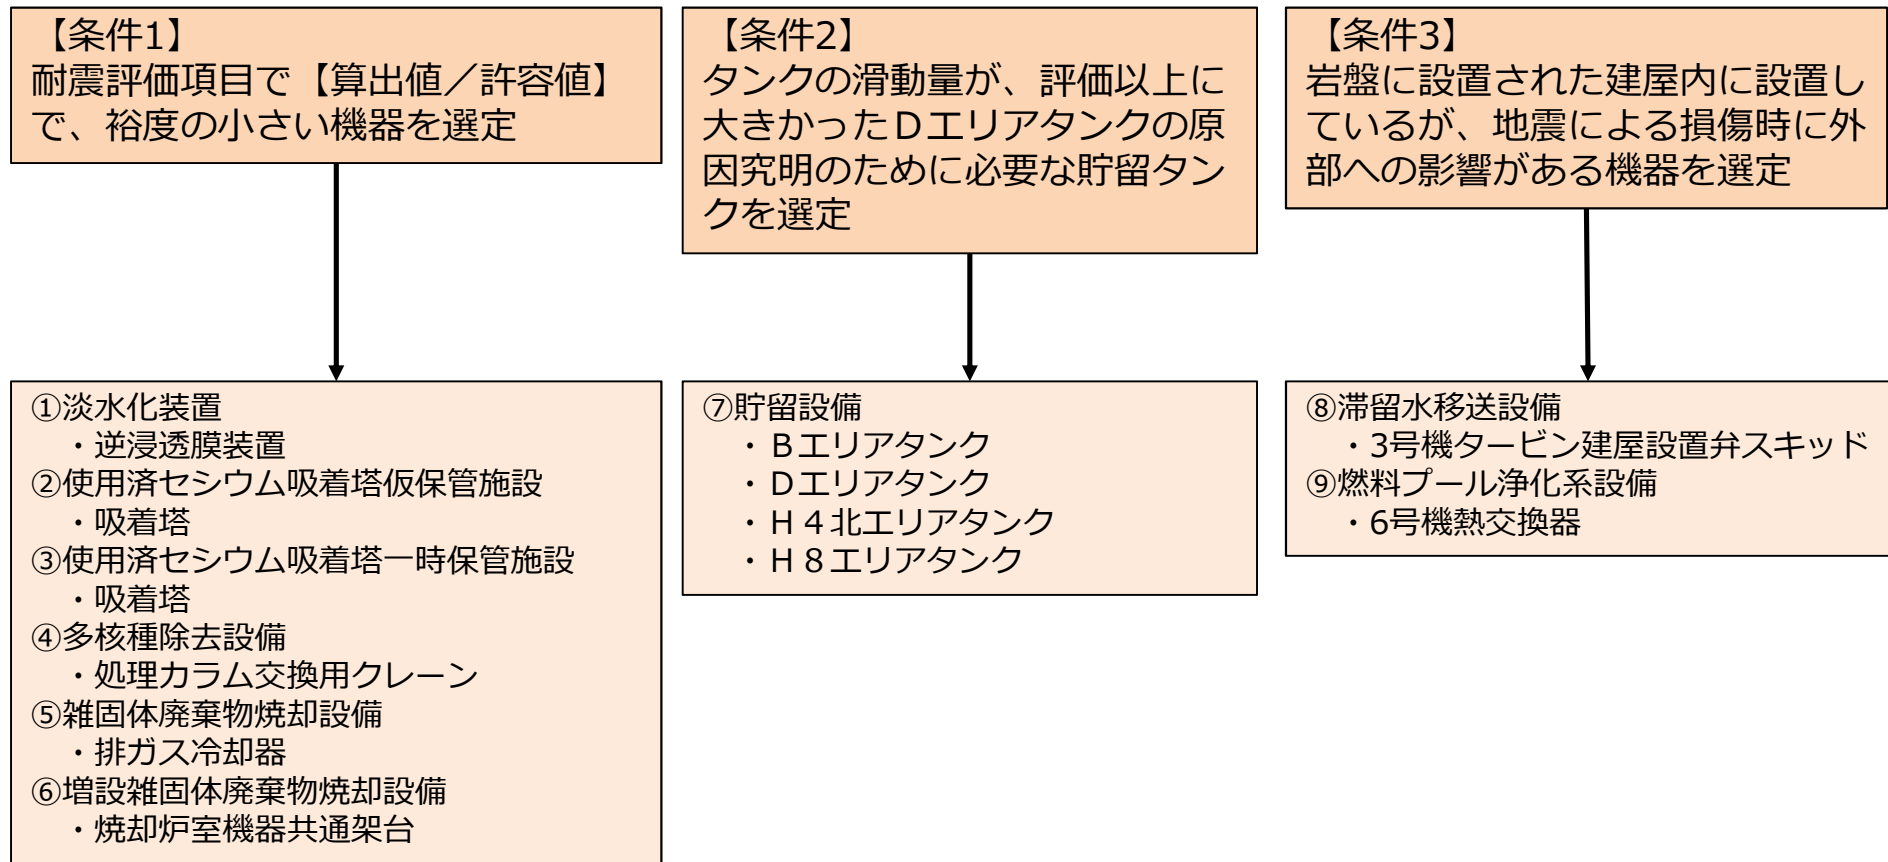 【条件1】
耐震評価項目で【算出値／許容値】
で、裕度の小さい機器を選定
【条件2】
タンクの滑動量が、評価以上に
大きかったＤエリアタンクの原
因究明のために必要な貯留タン
クを選定
【条件3】
岩盤に設置された建屋内に設置し
ているが、地震による損傷時に外
部への影響がある機器を選定
①淡水化装置
・逆浸透膜装置
②使用済セシウム吸着塔仮保管施設
・吸着塔
③使用済セシウム吸着塔一時保管施設
・吸着塔
④多核種除去設備
・処理カラム交換用クレーン
⑤雑固体廃棄物焼却設備
・排ガス冷却器
⑥増設雑固体廃棄物焼却設備
・焼却炉室機器共通架台
⑦貯留設備
・Ｂエリアタンク
・Ｄエリアタンク
・Ｈ４北エリアタンク
・Ｈ８エリアタンク
⑧滞留水移送設備
・3号機タービン建屋設置弁スキッド
⑨燃料プール浄化系設備
・6号機熱交換器